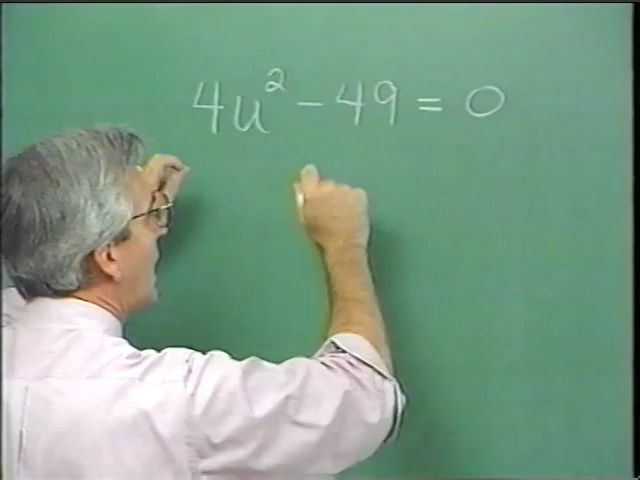 4u² - 49 = 0